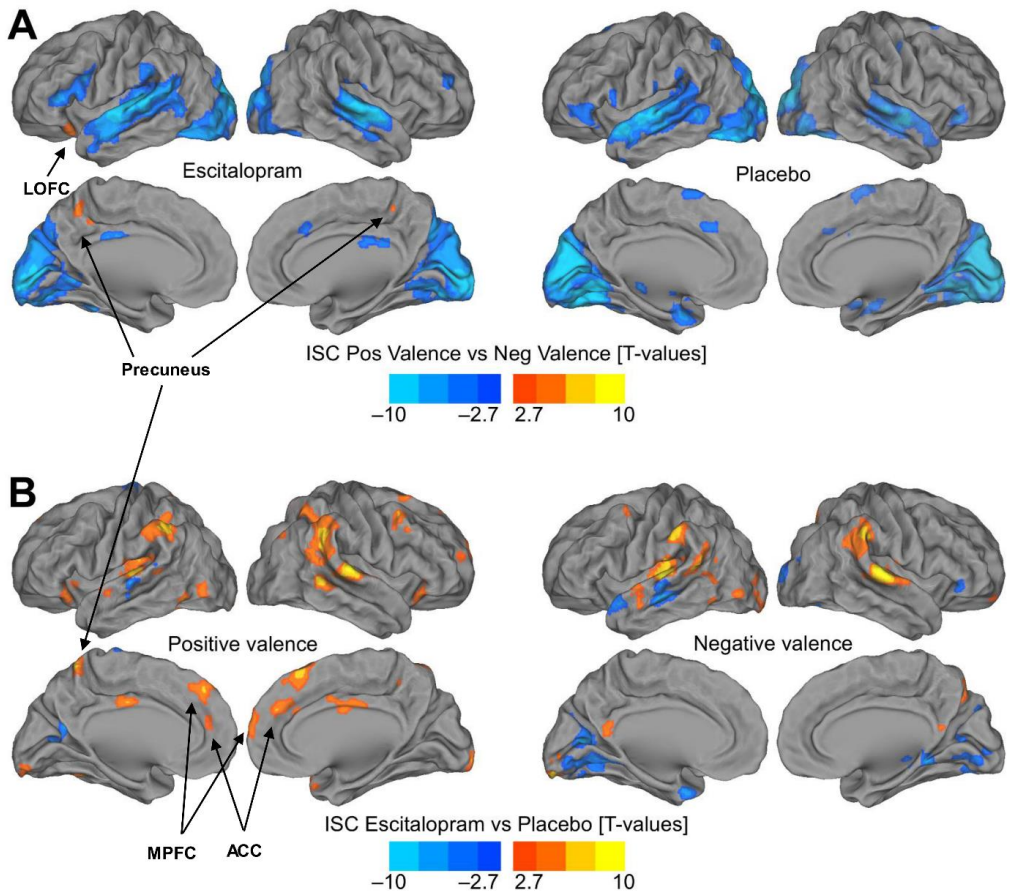 A
LOFC
Escitalopram
Placebo
Precuneus
ISC Pos Valence vs Neg Valence [T-values]
–10 –2.7 2.7 10
B
Positive valence
Negative valence
MPFC
ACC
ISC Escitalopram vs Placebo [T-values]
–10 –2.7 2.7 10